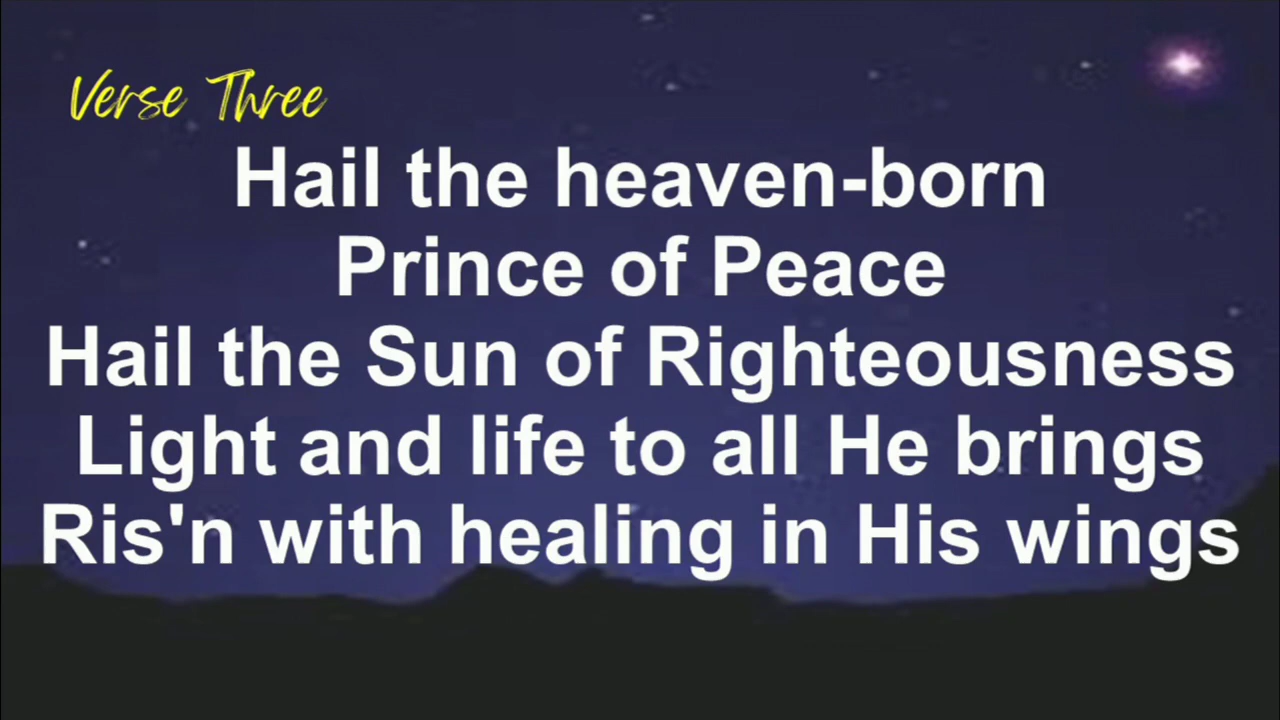 Verse Three
Hail the heaven-born
Prince of Peace
Hail the Sun of Righteousness
Light and life to all He brings
Ris'n with healing in His wings